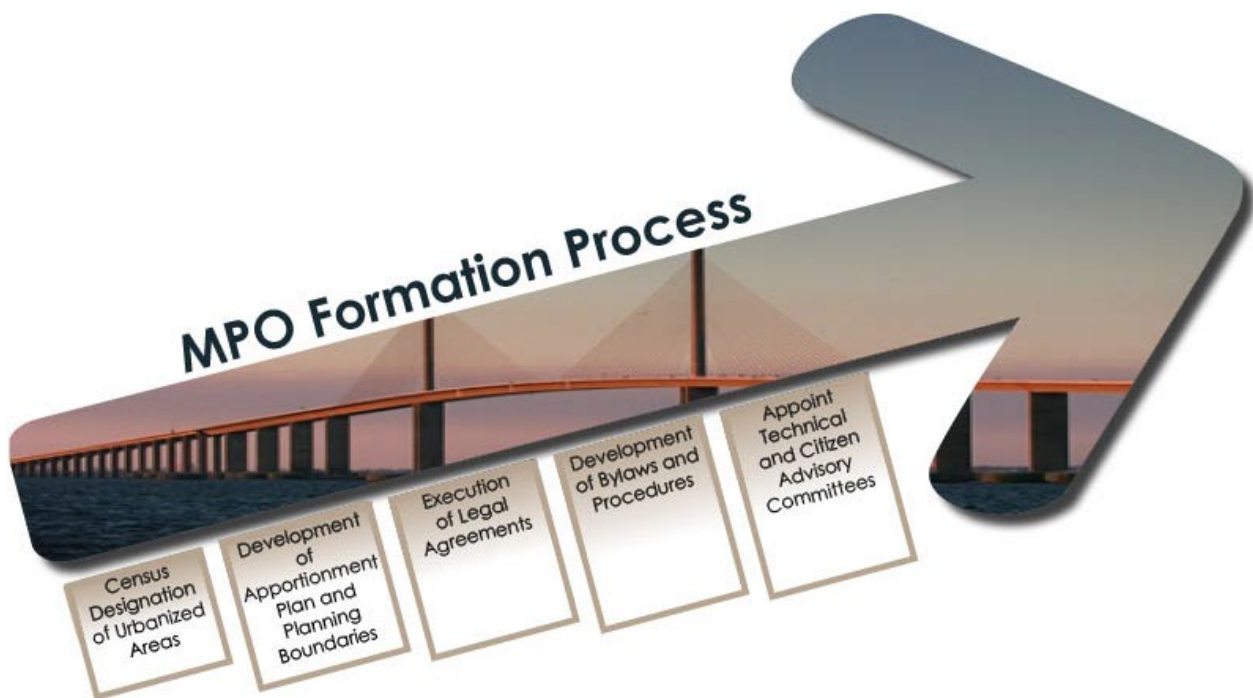 MPO Formation Process
Census
Designation
of Urbanized
Areas
Development
of
Apportionment
Plan and
Planning
Boundaries
Execution
of Legal
Agreements
Development
of Bylaws and
Procedures
Appoint
Technical
and Citizen
Advisory
Committees